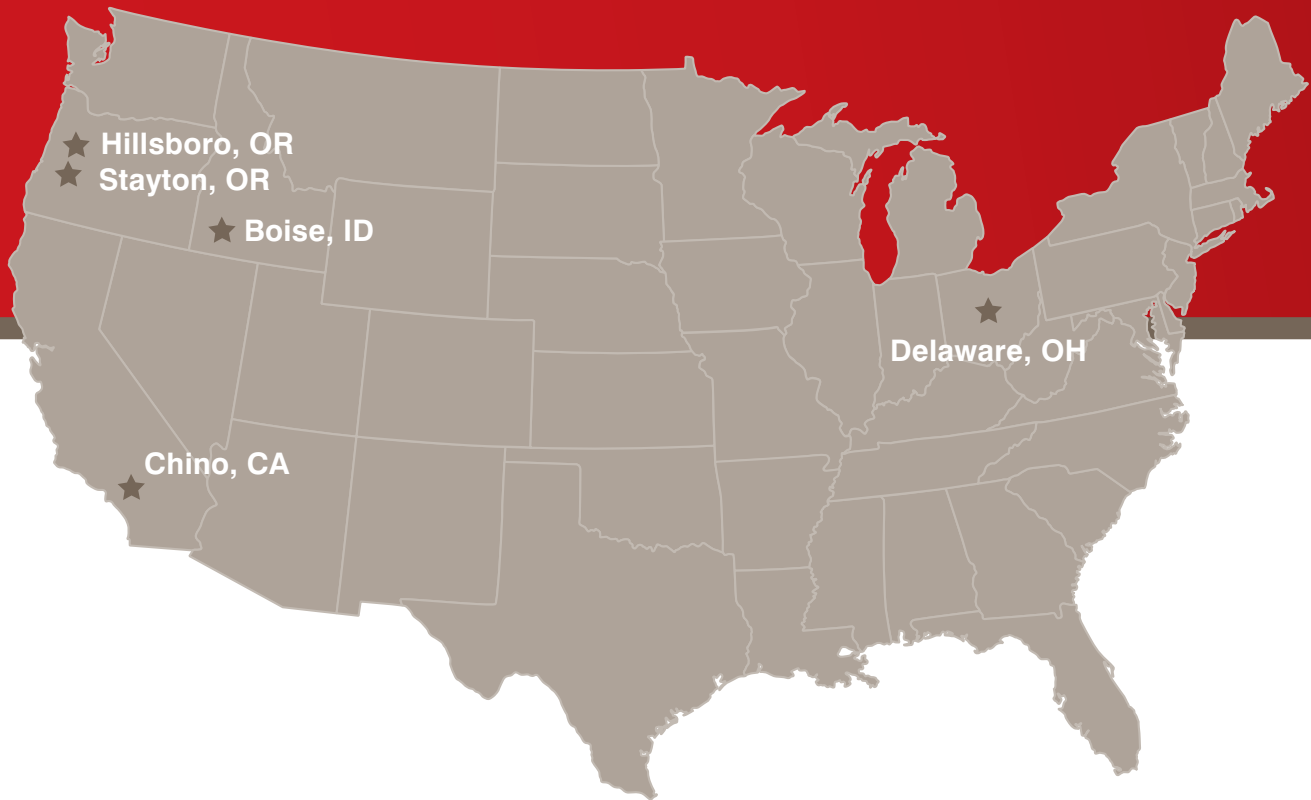 Hillsboro, OR
Stayton, OR
Boise, ID
Delaware, OH
Chino, CA